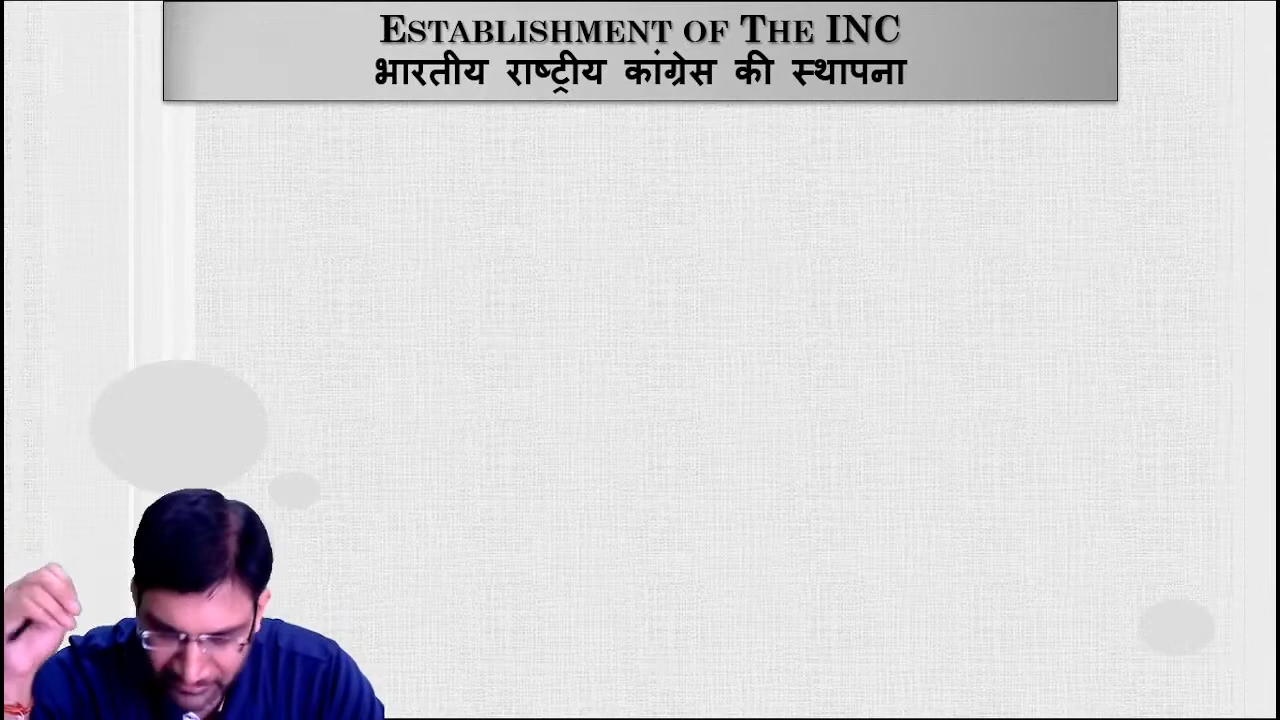 ESTABLISHMENT OF THE INC
भारतीय राष्ट्रीय कांग्रेस की स्थापना